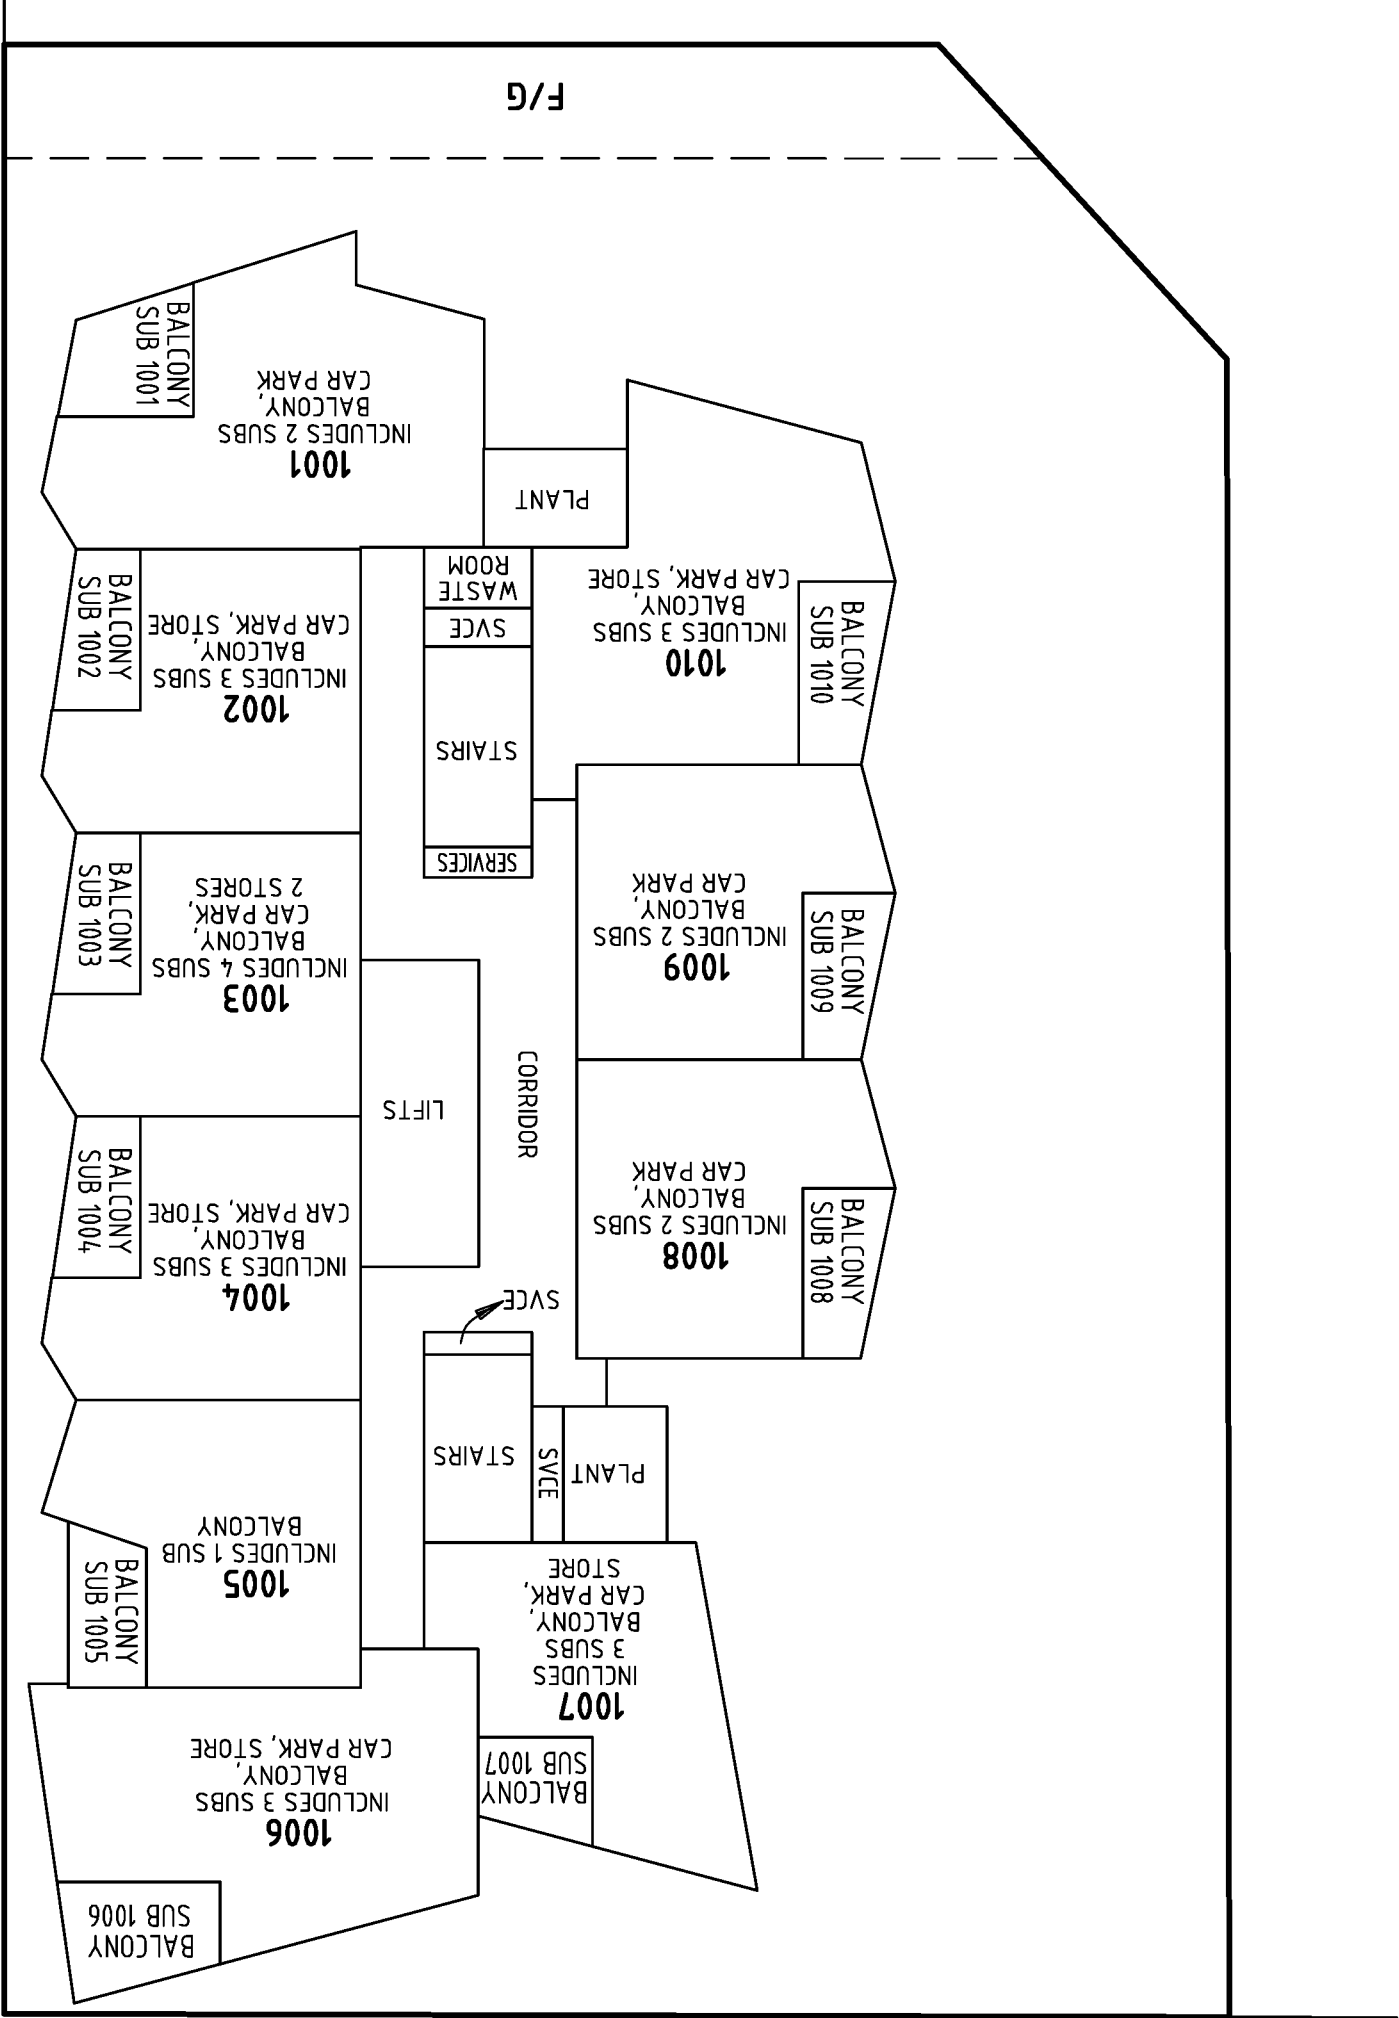 F/G
BALCONY
SUB 1001
1001
INCLUDES 2 SUBS
BALCONY,
CAR PARK
PLANT
WASTE
ROOM
SVCE
STAIRS
SERVICES
1010
INCLUDES 3 SUBS
BALCONY,
CAR PARK, STORE
BALCONY
SUB 1010
BALCONY
SUB 1002
1002
INCLUDES 3 SUBS
BALCONY,
CAR PARK, STORE
BALCONY
SUB 1003
1003
INCLUDES 4 SUBS
BALCONY,
CAR PARK,
2 STORES
1009
INCLUDES 2 SUBS
BALCONY,
CAR PARK
BALCONY
SUB 1009
LIFTS
CORRIDOR
BALCONY
SUB 1004
1004
INCLUDES 3 SUBS
BALCONY,
CAR PARK, STORE
1008
INCLUDES 2 SUBS
BALCONY,
CAR PARK
BALCONY
SUB 1008
SVCE
STAIRS
SVCE
PLANT
1005
INCLUDES 1 SUB
BALCONY
BALCONY
SUB 1005
1007
INCLUDES
3 SUBS
BALCONY,
CAR PARK,
STORE
BALCONY
SUB 1007
1006
INCLUDES 3 SUBS
BALCONY,
CAR PARK, STORE
BALCONY
SUB 1006